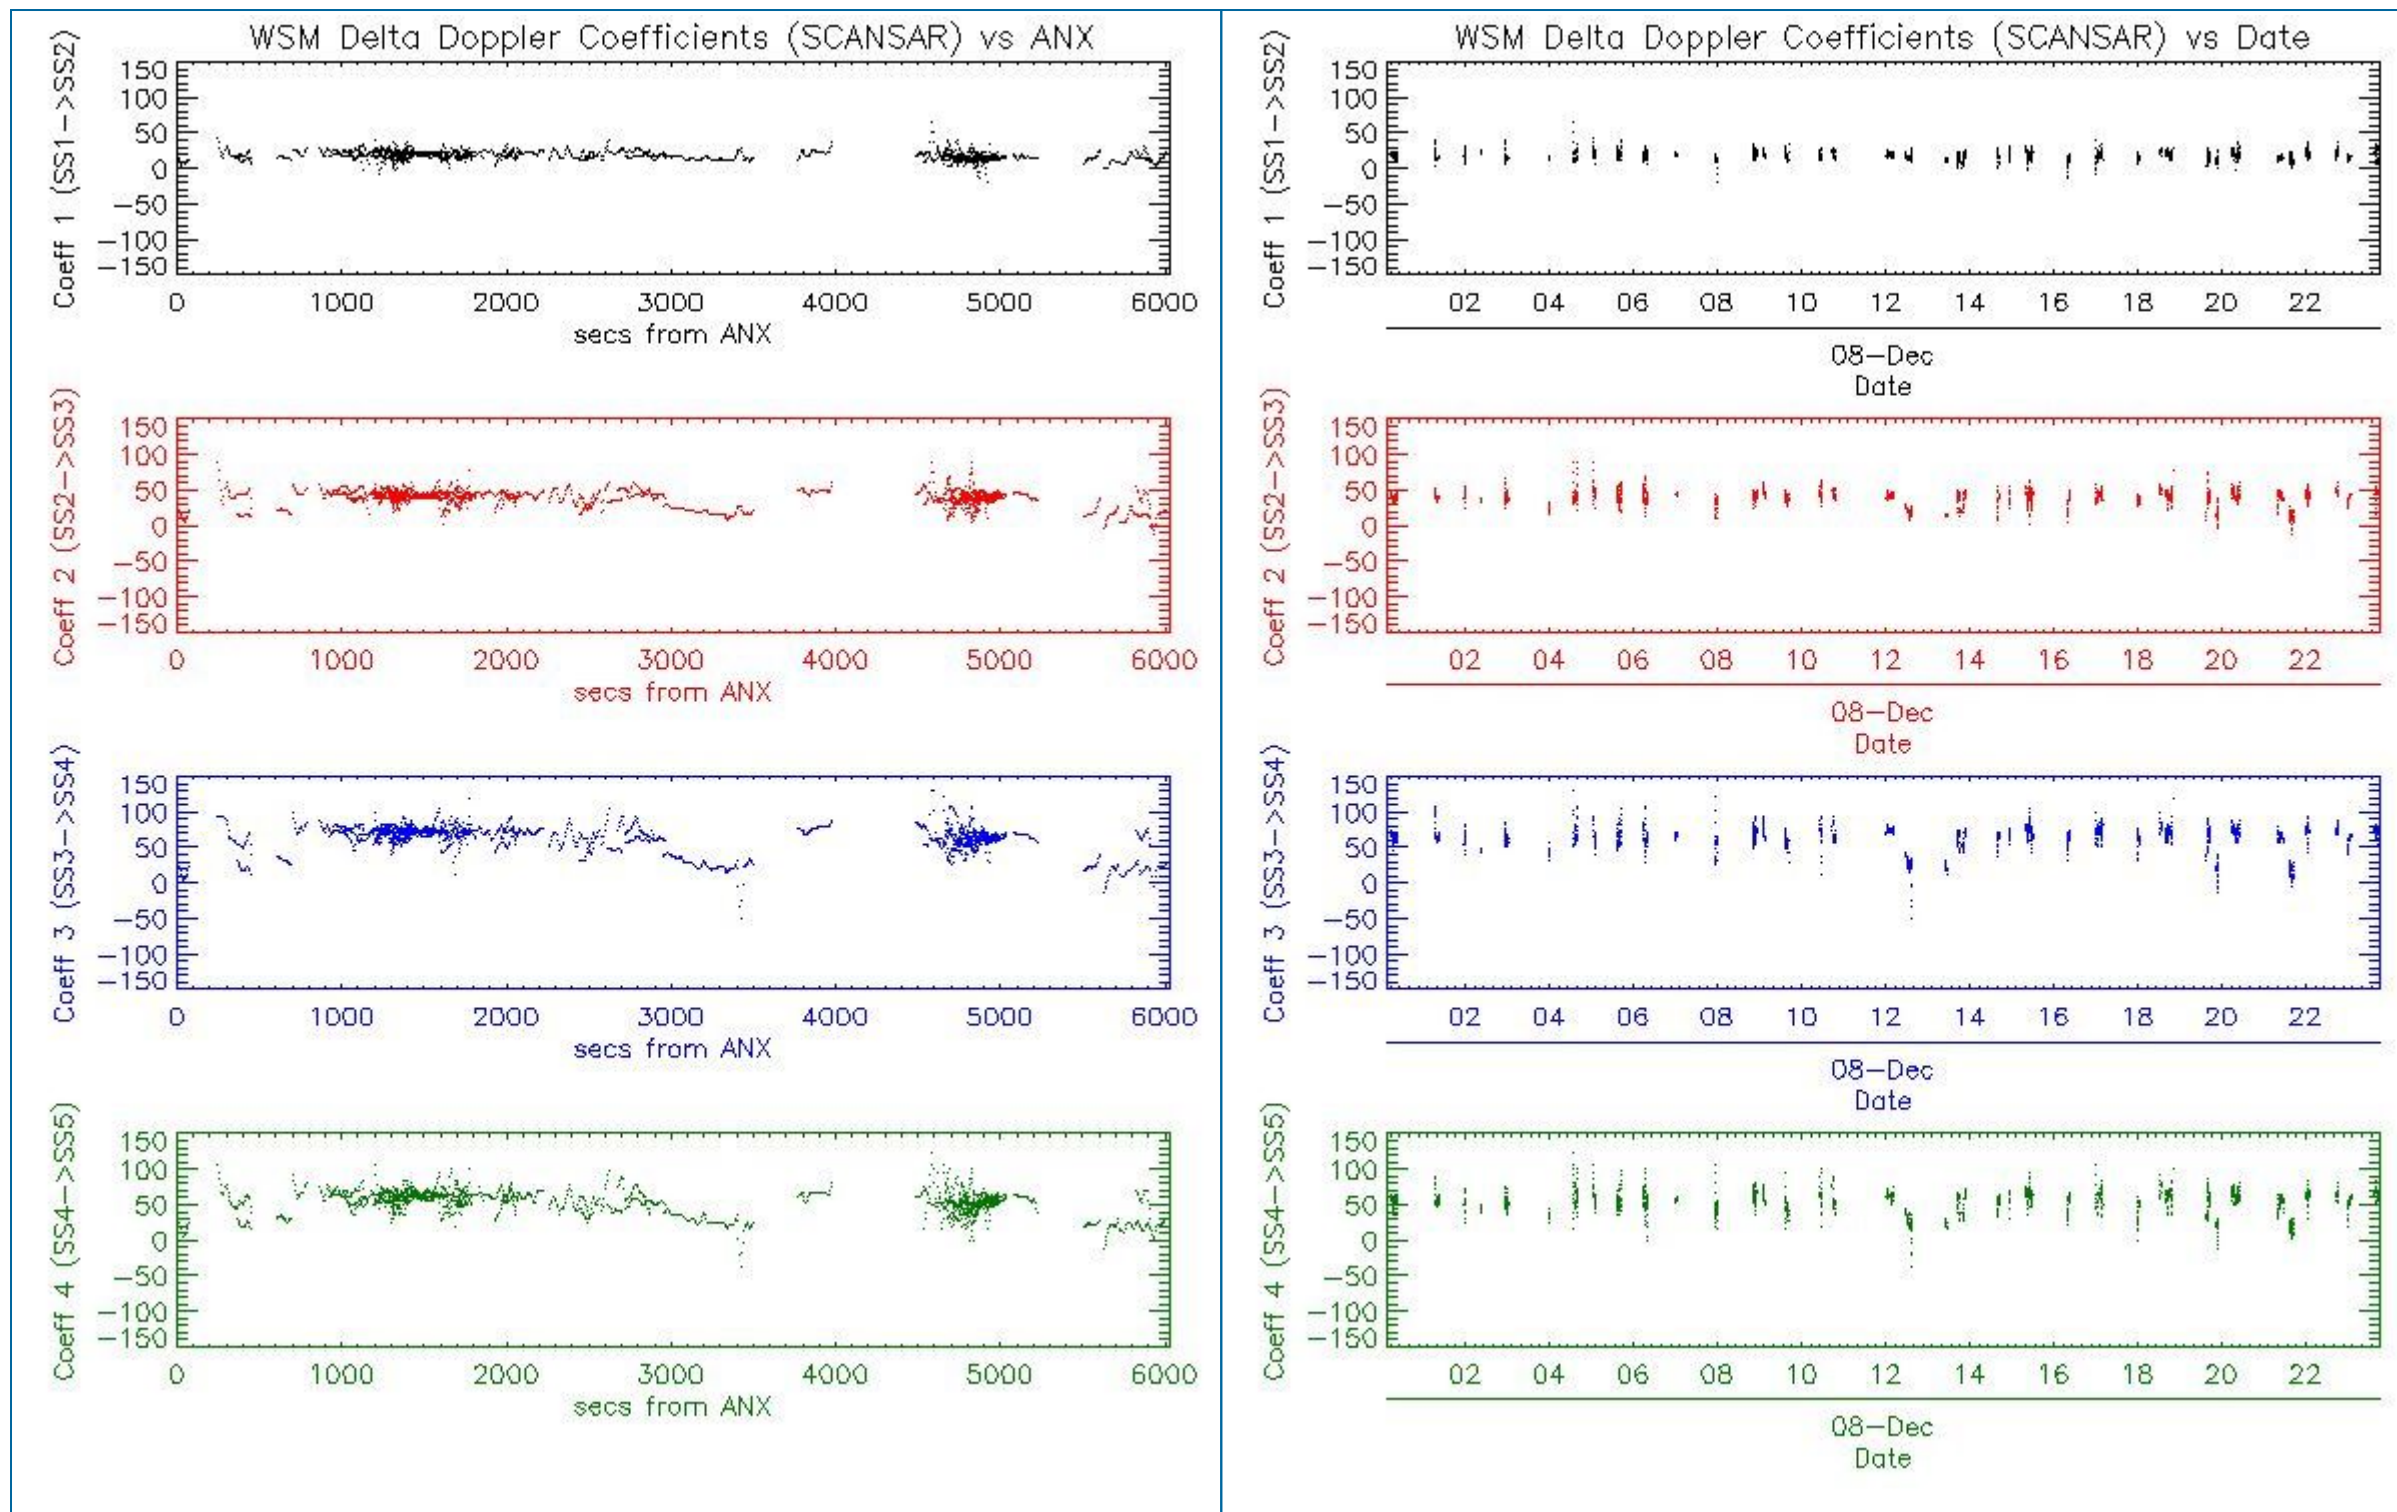 WSM Delta Doppler Coefficients (SCANSAR) vs ANX
Coeff 1 (SS1->SS2)
150
100
50
0
-50
-100
-150
0 1000 2000 3000 4000 5000 6000
secs from ANX
Coeff 2 (SS2->SS3)
150
100
50
0
-50
-100
-150
0 1000 2000 3000 4000 5000 6000
secs from ANX
Coeff 3 (SS3->SS4)
150
100
50
0
-50
-100
-150
0 1000 2000 3000 4000 5000 6000
secs from ANX
Coeff 4 (SS4->SS5)
150
100
50
0
-50
-100
-150
0 1000 2000 3000 4000 5000 6000
secs from ANX
WSM Delta Doppler Coefficients (SCANSAR) vs Date
Coeff 1 (SS1->SS2)
150
100
50
0
-50
-100
-150
02 04 06 08 10 12 14 16 18 20 22
08-Dec
Date
Coeff 2 (SS2->SS3)
150
100
50
0
-50
-100
-150
02 04 06 08 10 12 14 16 18 20 22
08-Dec
Date
Coeff 3 (SS3->SS4)
150
100
50
0
-50
-100
-150
02 04 06 08 10 12 14 16 18 20 22
08-Dec
Date
Coeff 4 (SS4->SS5)
150
100
50
0
-50
-100
-150
02 04 06 08 10 12 14 16 18 20 22
08-Dec
Date